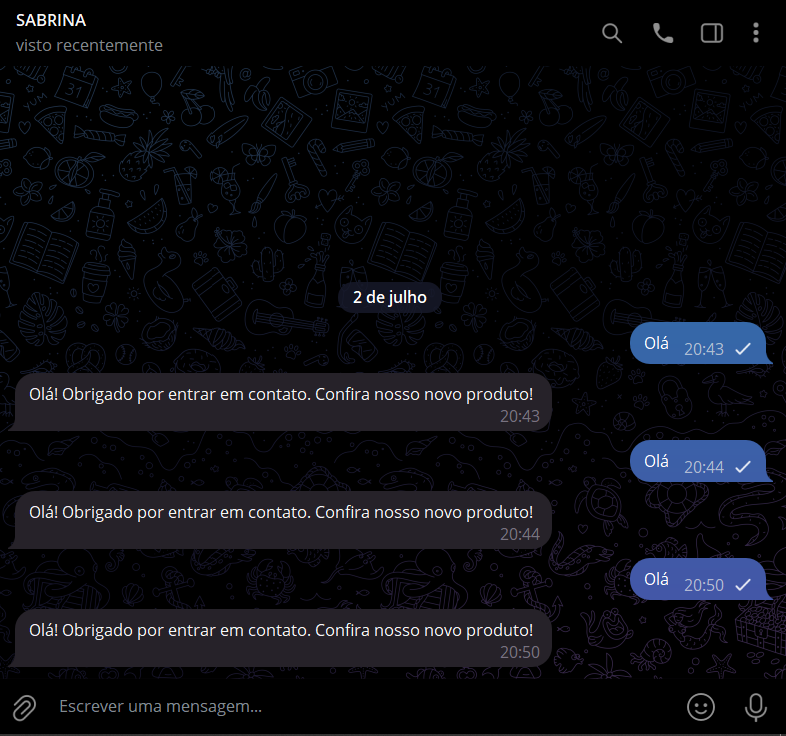 SABRINA
visto recentemente
2 de julho
Olá 20:43
Olá! Obrigado por entrar em contato. Confira nosso novo produto!
20:43
Olá 20:44
Olá! Obrigado por entrar em contato. Confira nosso novo produto!
20:44
Olá 20:50
Olá! Obrigado por entrar em contato. Confira nosso novo produto!
20:50
Escrever uma mensagem...